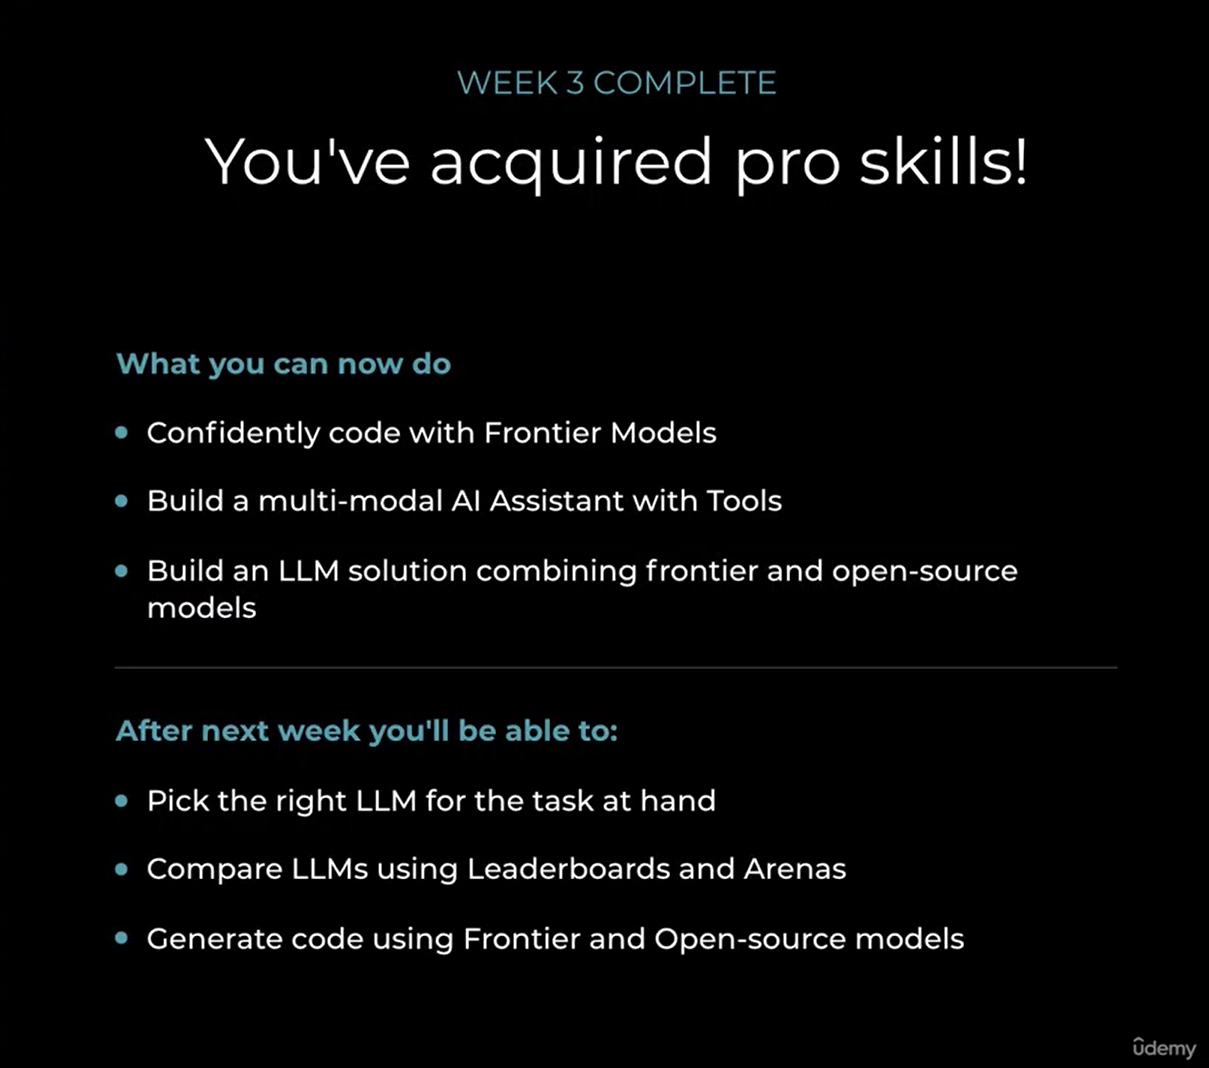 WEEK 3 COMPLETE
You've acquired pro skills!
What you can now do
• Confidently code with Frontier Models
• Build a multi-modal AI Assistant with Tools
• Build an LLM solution combining frontier and open-source
models
After next week you'll be able to:
• Pick the right LLM for the task at hand
• Compare LLMs using Leaderboards and Arenas
• Generate code using Frontier and Open-source models
udemy